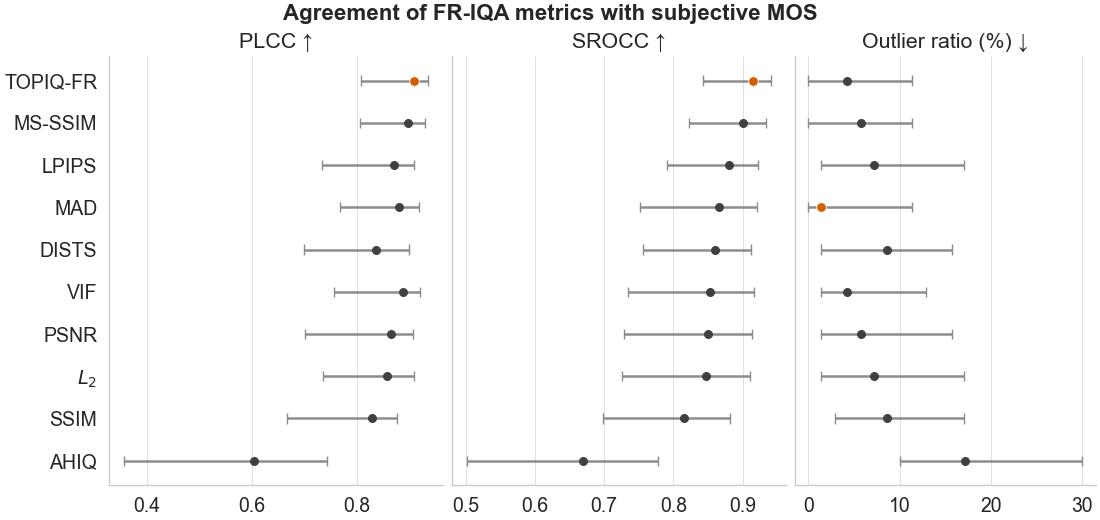 Agreement of FR-IQA metrics with subjective MOS
PLCC ↑
SROCC ↑
Outlier ratio (%) ↓
TOPIQ-FR
MS-SSIM
LPIPS
MAD
DISTS
VIF
PSNR
L₂
SSIM
AHIQ
0.4 0.6 0.8
0.5 0.6 0.7 0.8 0.9
0 10 20 30